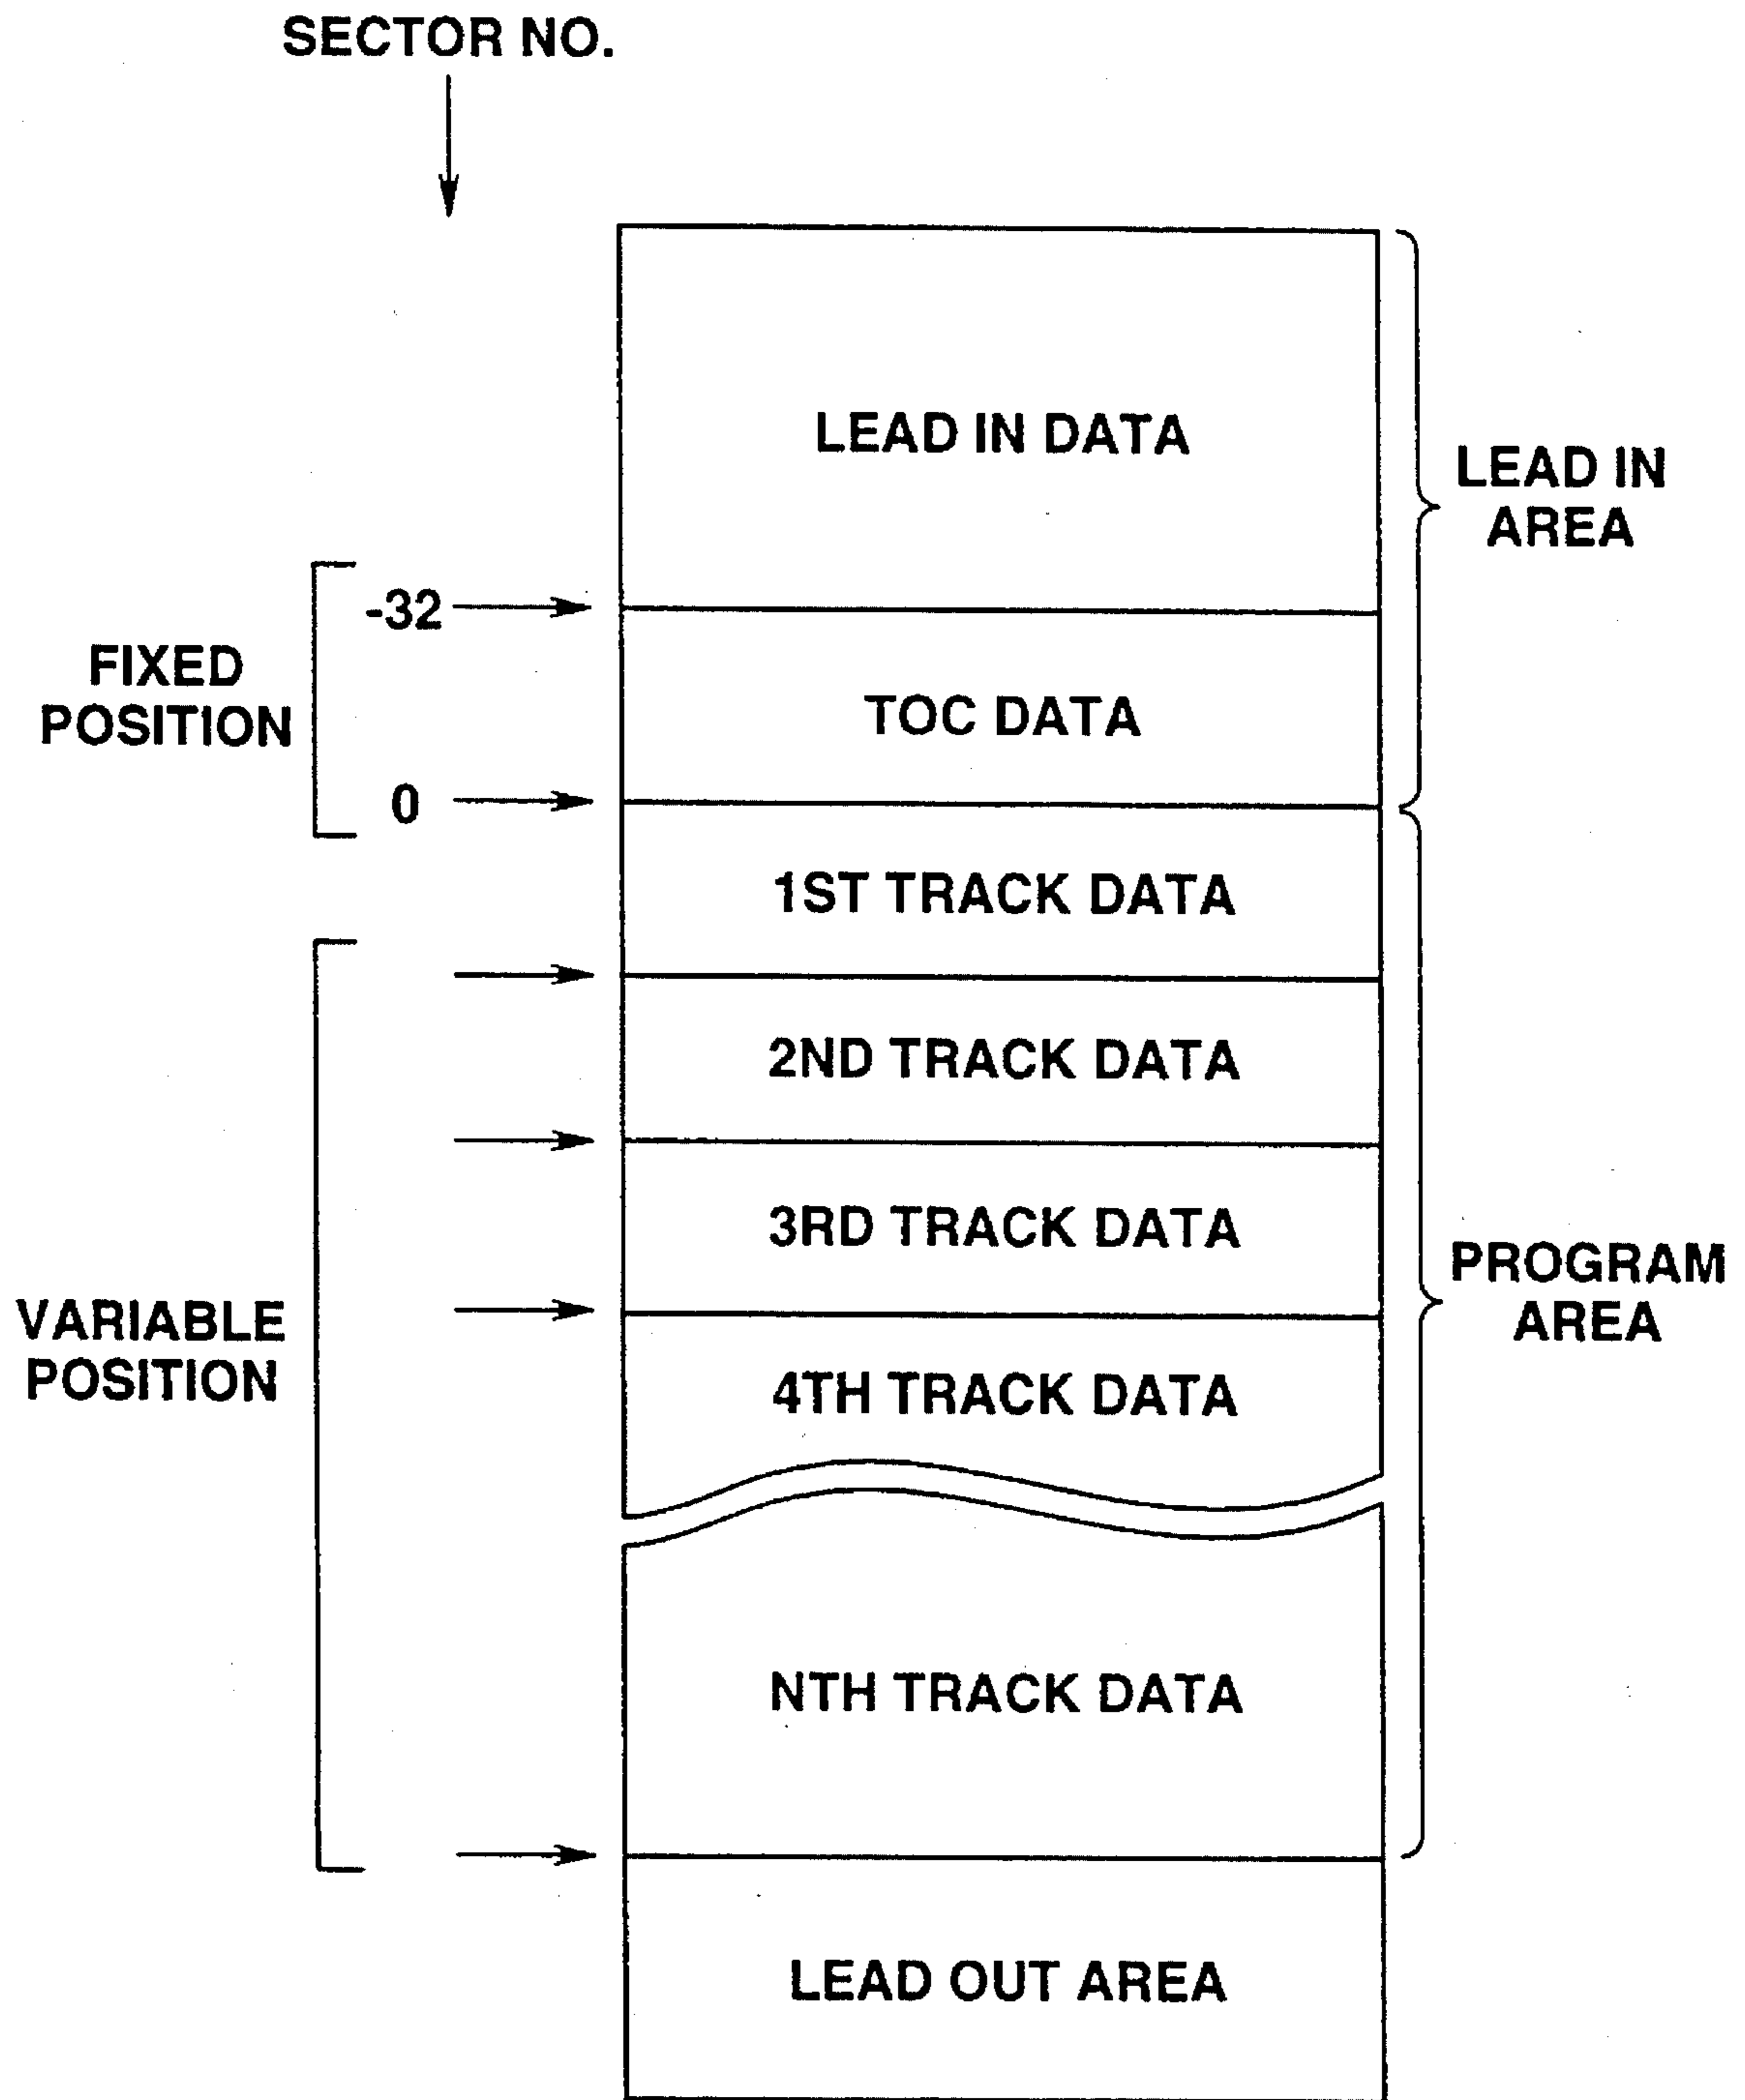 SECTOR NO.
LEAD IN DATA
LEAD IN
AREA
-32
FIXED
POSITION
TOC DATA
0
1ST TRACK DATA
2ND TRACK DATA
3RD TRACK DATA
PROGRAM
AREA
VARIABLE
POSITION
4TH TRACK DATA
NTH TRACK DATA
LEAD OUT AREA